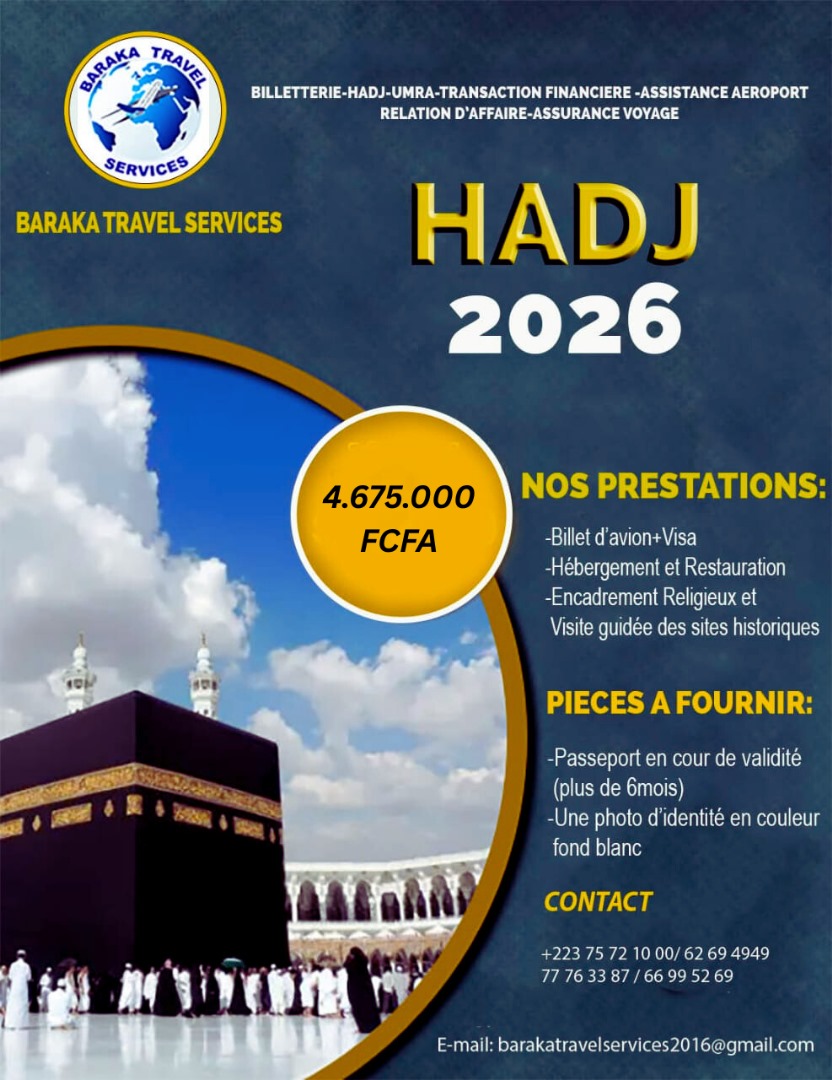 BARAKA TRAVEL
SERVICES
BARAKA TRAVEL SERVICES
BILLETTERIE-HADJ-UMRA-TRANSACTION FINANCIERE -ASSISTANCE AEROPORT
RELATION D'AFFAIRE-ASSURANCE VOYAGE
HADJ
2026
4.675.000
FCFA
NOS PRESTATIONS:
-Billet d'avion+Visa
-Hébergement et Restauration
-Encadrement Religieux et
Visite guidée des sites historiques
PIECES A FOURNIR:
-Passeport en cour de validité
(plus de 6mois)
-Une photo d'identité en couleur
fond blanc
CONTACT
+223 75 72 10 00/ 62 69 4949
77 76 33 87 / 66 99 52 69
E-mail: barakatravelservices2016@gmail.com